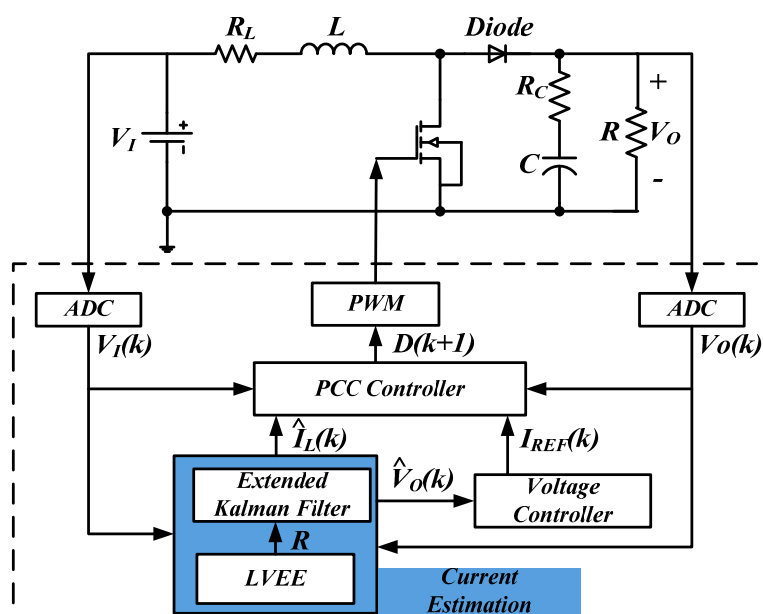 R_L L Diode
V_I + - R_C C R + V_O -
ADC PWM ADC
V_I(k) D(k+1) Vo(k)
PCC Controller
Î_L(k) I_REF(k)
Extended
Kalman Filter
V̂_O(k)
Voltage
Controller
R
LVEE
Current
Estimation